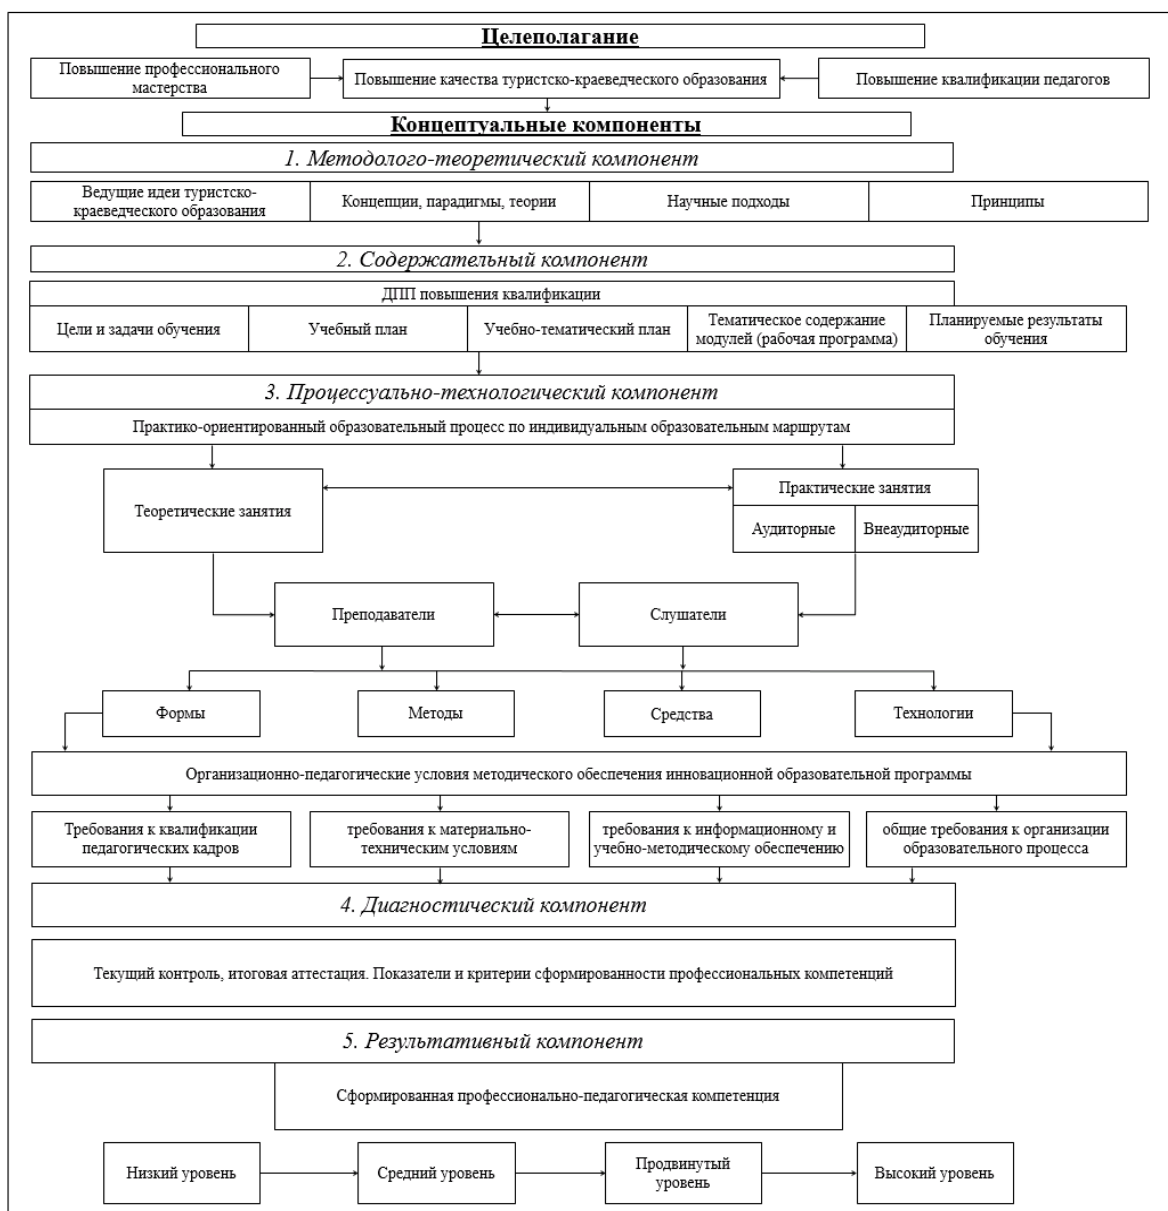 Целеполагание
Повышение профессионального
мастерства
Повышение качества туристско-краеведческого образования
Повышение квалификации педагогов
Концептуальные компоненты
1. Методолого-теоретический компонент
Ведущие идеи туристско-
краеведческого образования
Концепции, парадигмы, теории
Научные подходы
Принципы
2. Содержательный компонент
ДПП повышения квалификации
Цели и задачи обучения
Учебный план
Учебно-тематический план
Тематическое содержание
модулей (рабочая программа)
Планируемые результаты
обучения
3. Процессуально-технологический компонент
Практико-ориентированный образовательный процесс по индивидуальным образовательным маршрутам
Теоретические занятия
Практические занятия
Аудиторные
Внеаудиторные
Преподаватели
Слушатели
Формы
Методы
Средства
Технологии
Организационно-педагогические условия методического обеспечения инновационной образовательной программы
Требования к квалификации
педагогических кадров
требования к материально-
техническим условиям
требования к информационному и
учебно-методическому обеспечению
общие требования к организации
образовательного процесса
4. Диагностический компонент
Текущий контроль, итоговая аттестация. Показатели и критерии сформированности профессиональных компетенций
5. Результативный компонент
Сформированная профессионально-педагогическая компетенция
Низкий уровень
Средний уровень
Продвинутый
уровень
Высокий уровень